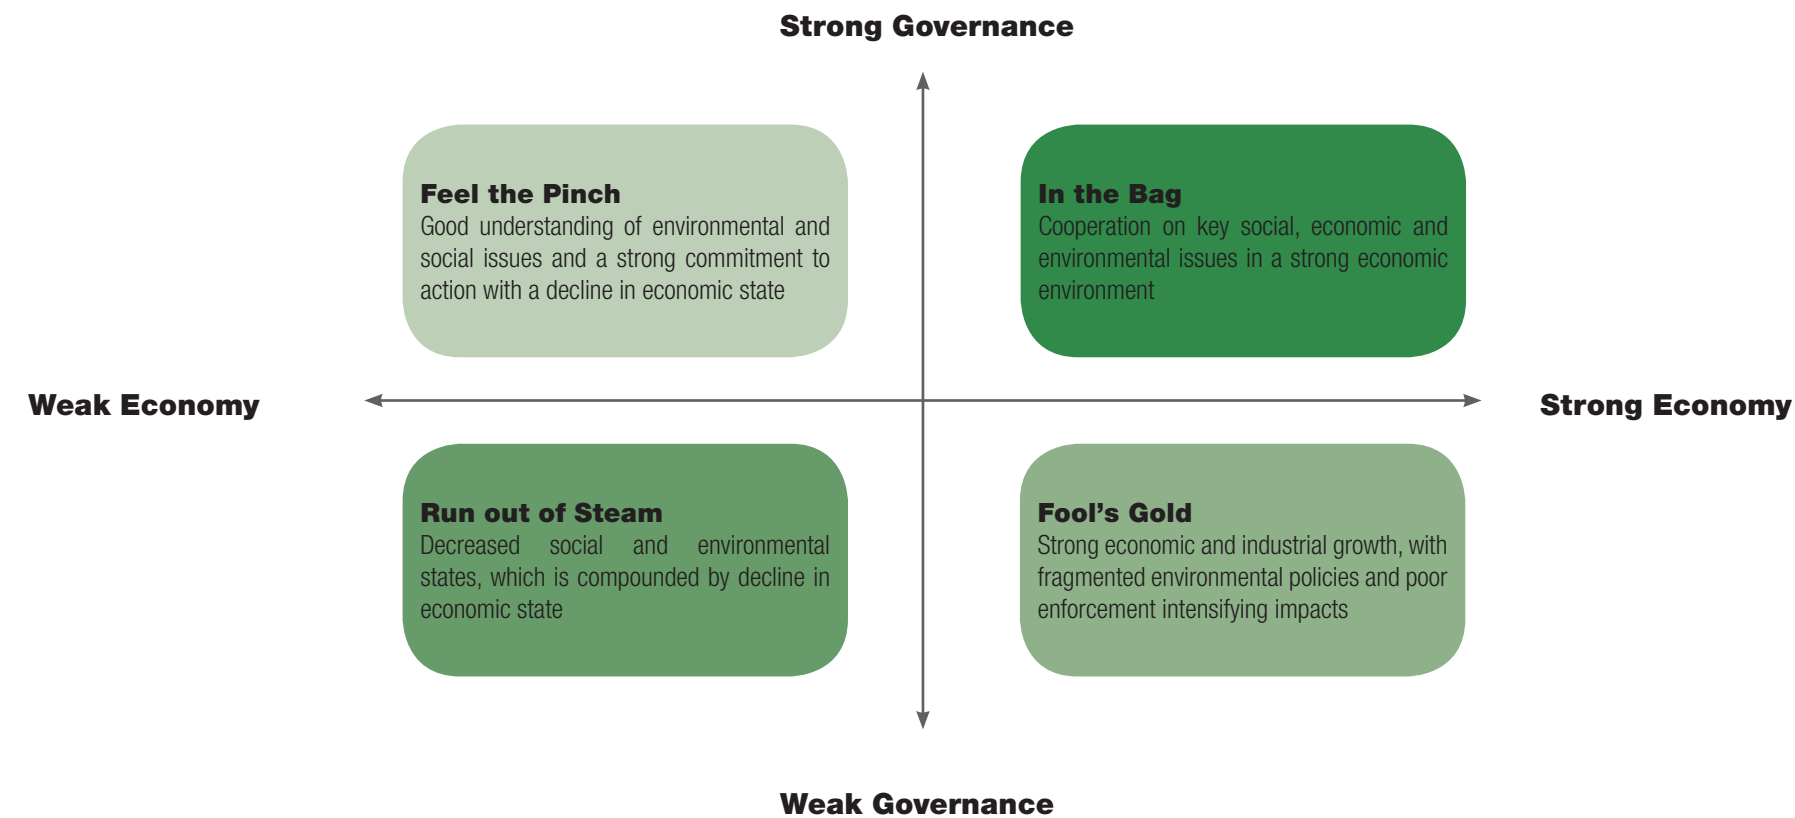 Strong Governance
Feel the Pinch
Good understanding of environmental and
social issues and a strong commitment to
action with a decline in economic state
In the Bag
Cooperation on key social, economic and
environmental issues in a strong economic
environment
Weak Economy
Strong Economy
Run out of Steam
Decreased social and environmental
states, which is compounded by decline in
economic state
Fool’s Gold
Strong economic and industrial growth, with
fragmented environmental policies and poor
enforcement intensifying impacts
Weak Governance